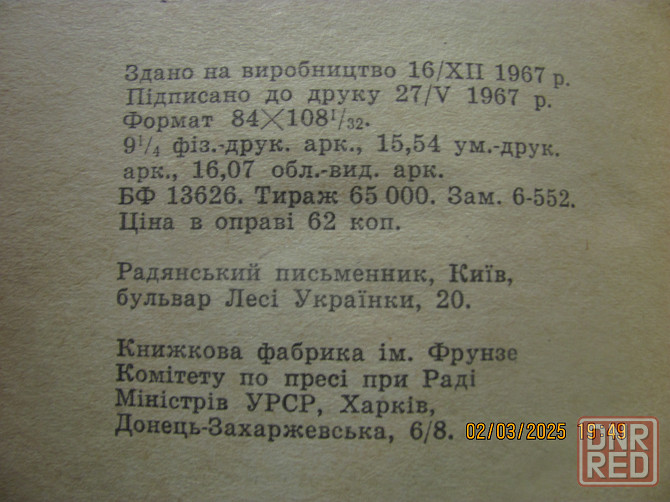 Здано на виробництво 16/XII 1967 р.
Підписано до друку 27/V 1967 р.
Формат 84×108¹/₃₂.
9¹/₄ фіз.-друк. арк., 15,54 ум.-друк.
арк., 16,07 обл.-вид. арк.
БФ 13626. Тираж 65 000. Зам. 6-552.
Ціна в оправі 62 коп.
Радянський письменник, Київ,
бульвар Лесі Українки, 20.
Книжкова фабрика ім. Фрунзе
Комітету по пресі при Раді
Міністрів УРСР, Харків,
Донець-Захаржевська, 6/8.
02/03/2025 19:49
DNR
RED